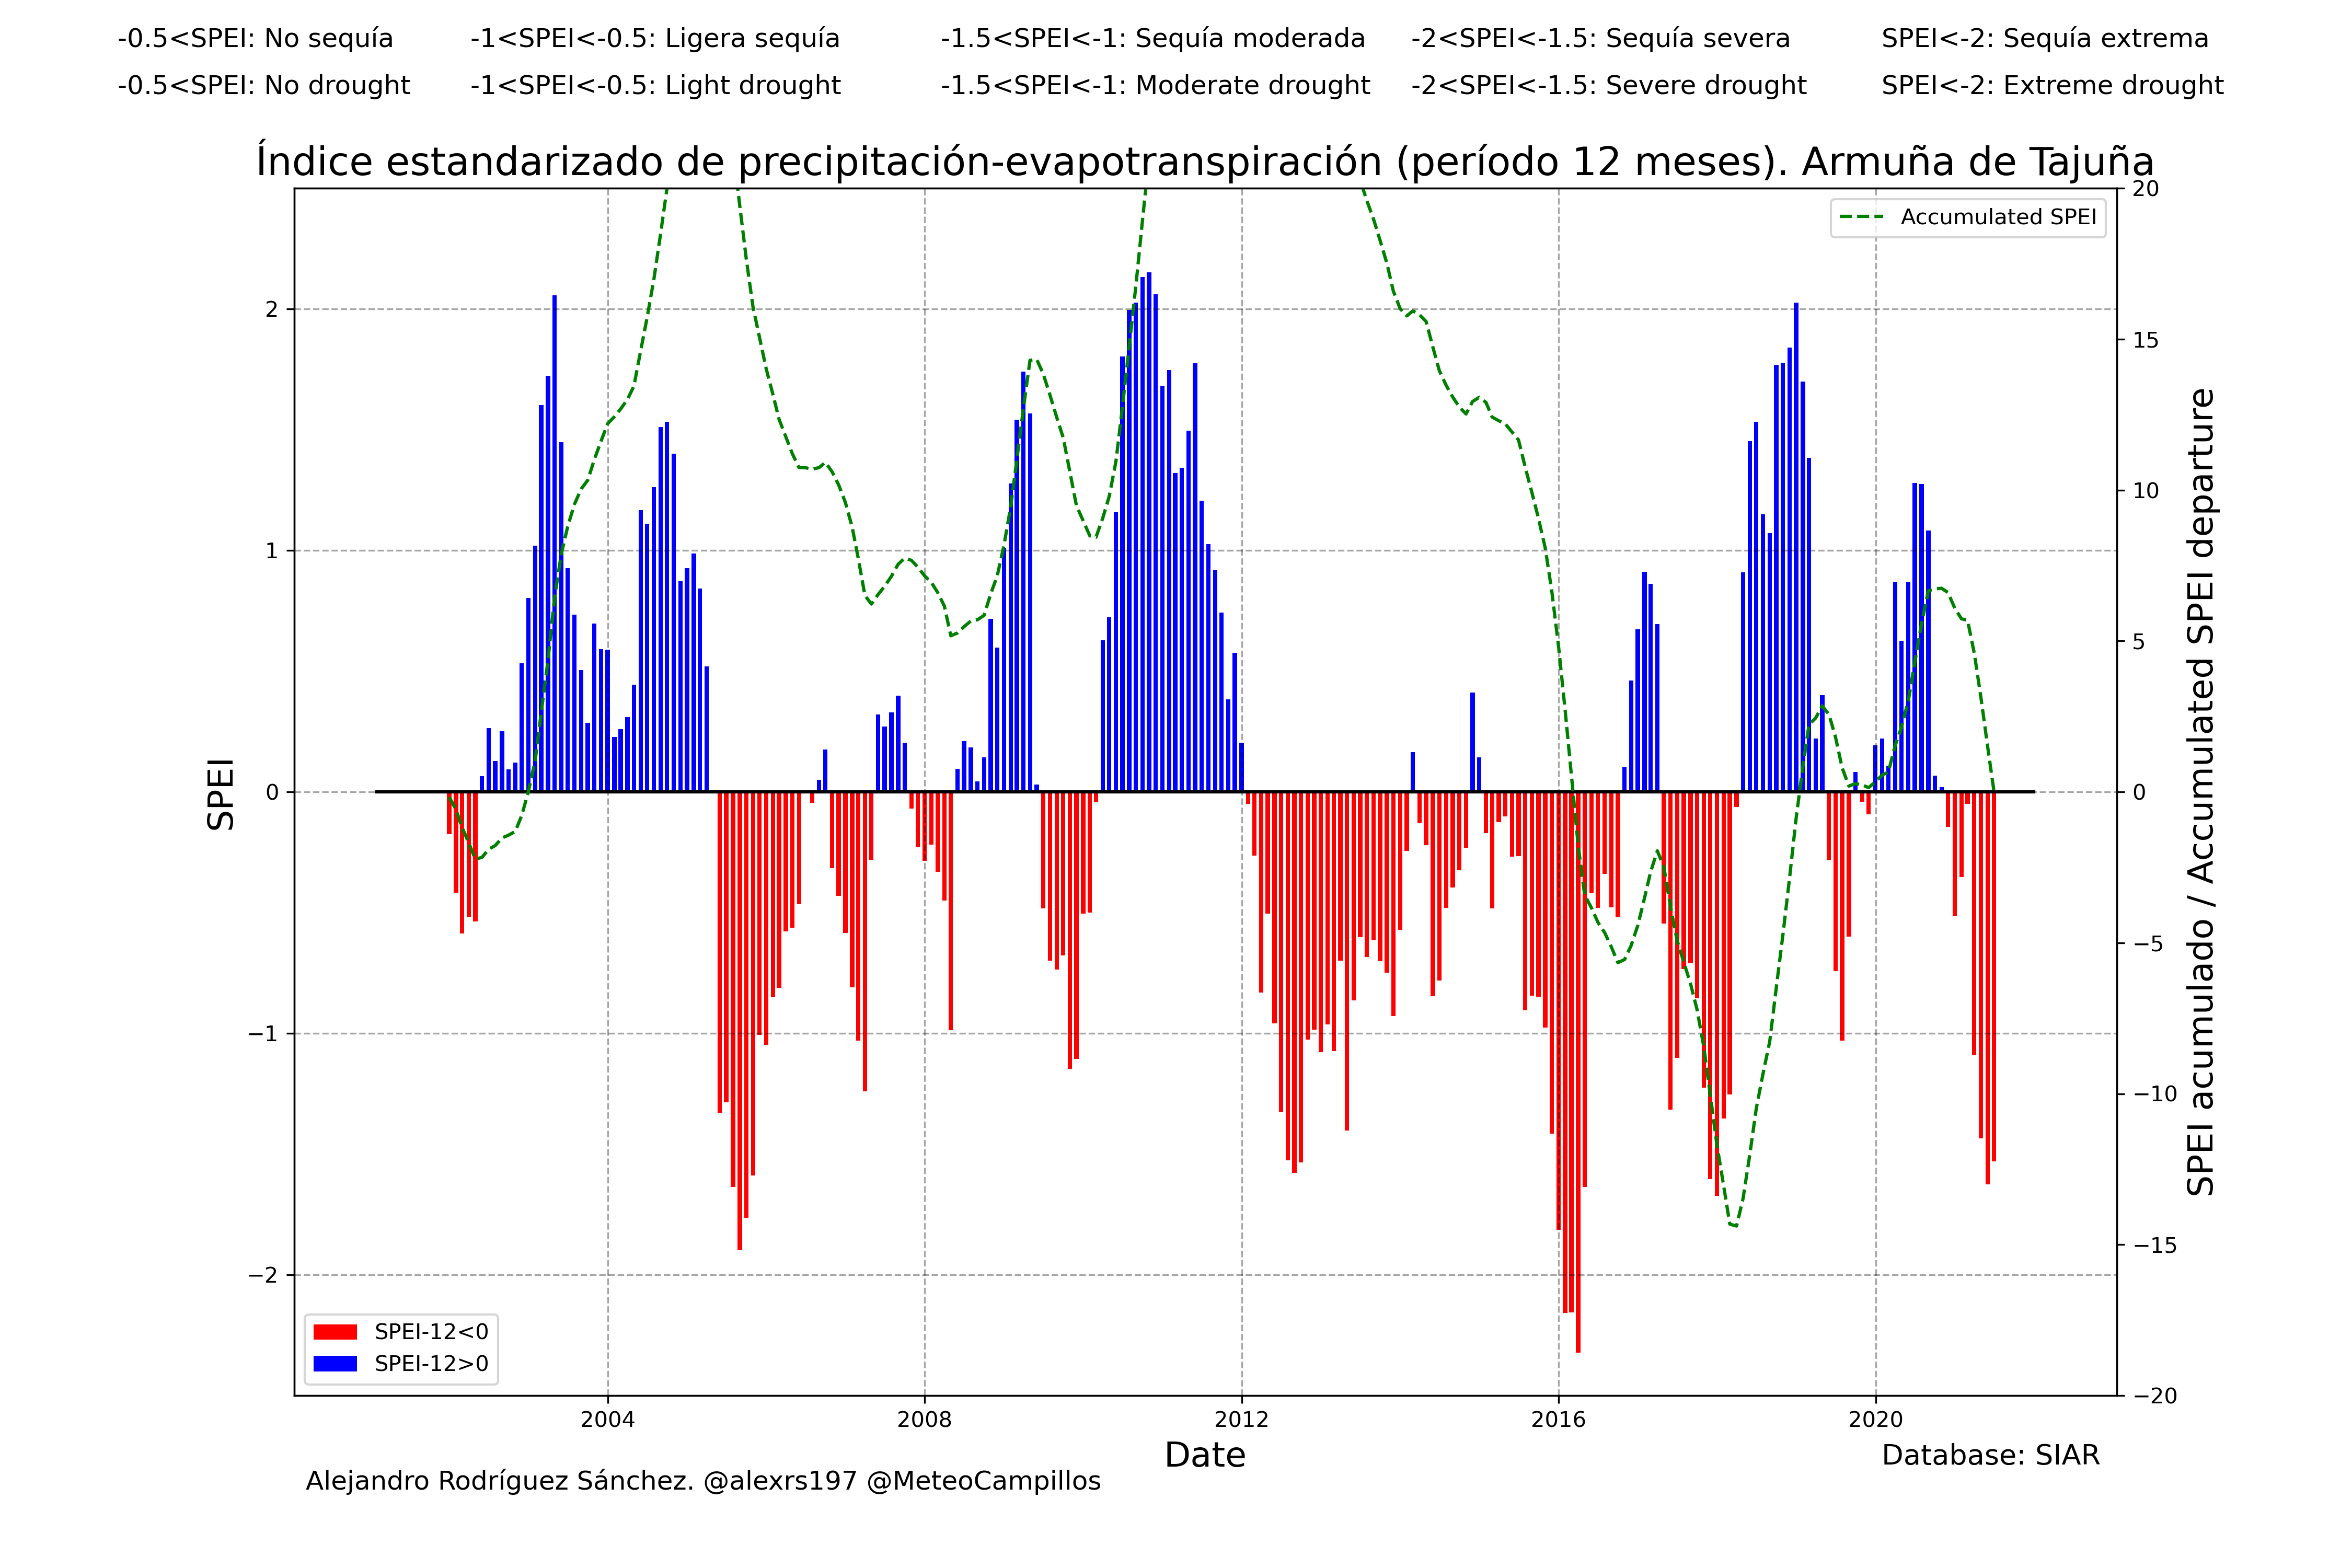 -0.5<SPEI: No sequía -1<SPEI<-0.5: Ligera sequía -1.5<SPEI<-1: Sequía moderada -2<SPEI<-1.5: Sequía severa SPEI<-2: Sequía extrema
-0.5<SPEI: No drought -1<SPEI<-0.5: Light drought -1.5<SPEI<-1: Moderate drought -2<SPEI<-1.5: Severe drought SPEI<-2: Extreme drought
Índice estandarizado de precipitación-evapotranspiración (período 12 meses). Armuña de Tajuña
Accumulated SPEI
SPEI
2
1
0
−1
−2
20
15
10
5
0
−5
−10
−15
−20
SPEI acumulado / Accumulated SPEI departure
SPEI-12<0
SPEI-12>0
2004 2008 2012 2016 2020
Date
Database: SIAR
Alejandro Rodríguez Sánchez. @alexrs197 @MeteoCampillos